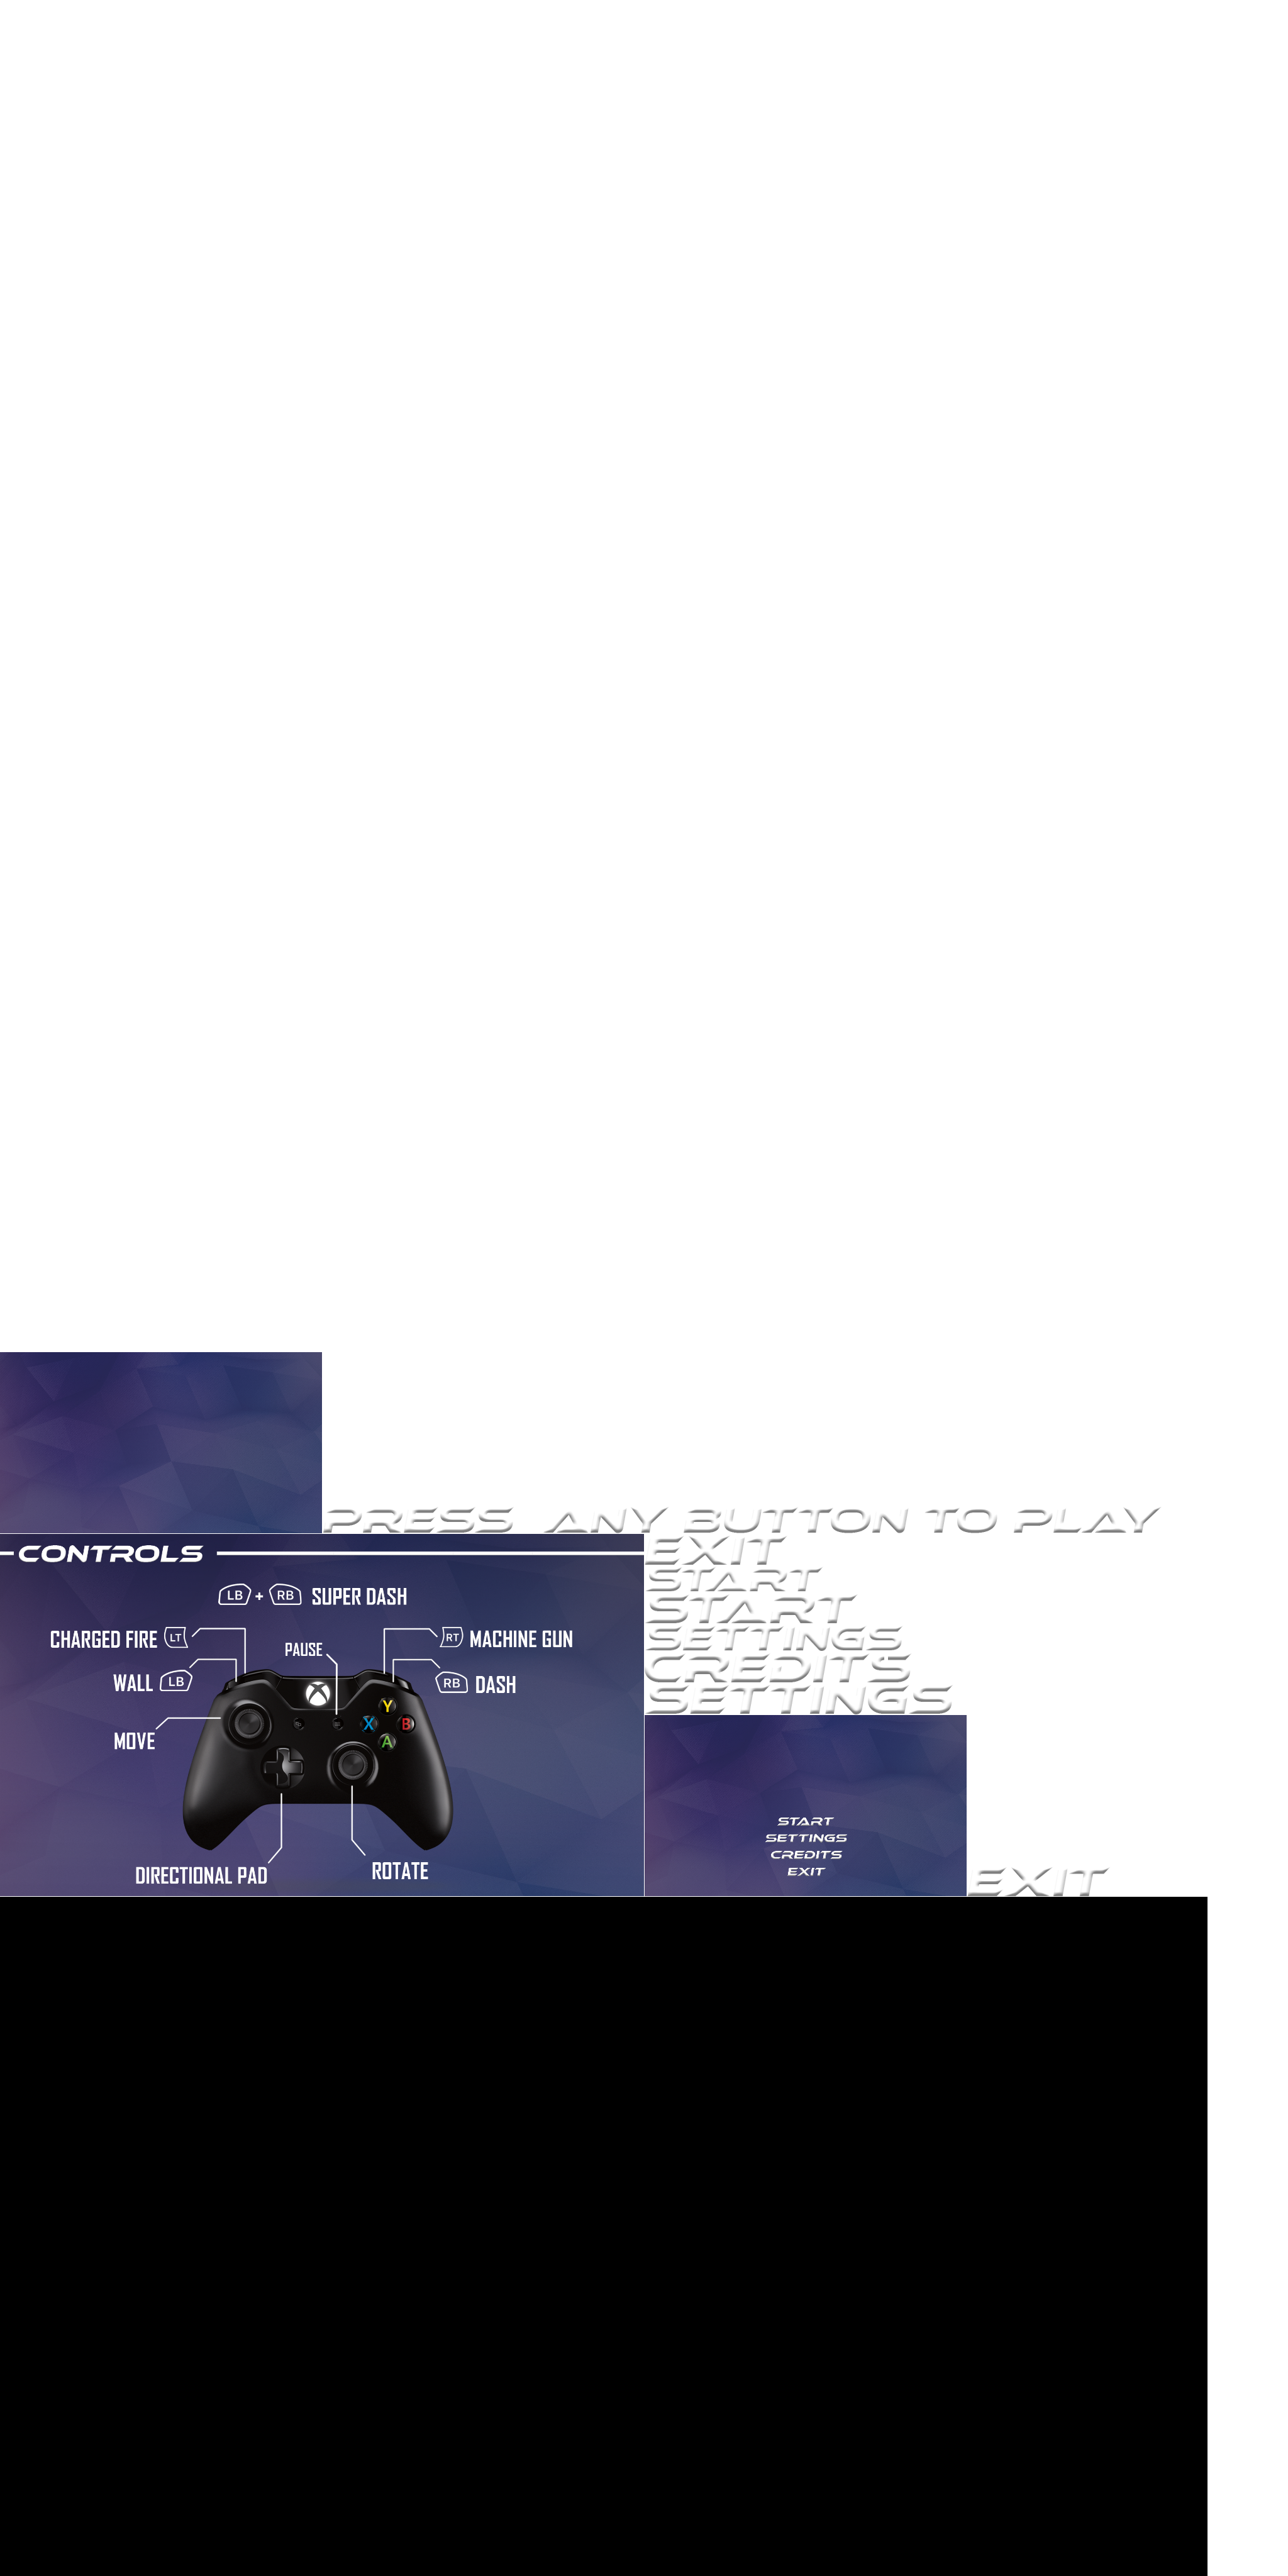 PRESS ANY BUTTON TO PLAY
CONTROLS
LB + RB SUPER DASH
CHARGED FIRE LT
PAUSE
RT MACHINE GUN
WALL LB
RB DASH
Y
X B
A
MOVE
DIRECTIONAL PAD
ROTATE
EXIT
START
START
SETTINGS
CREDITS
SETTINGS
START
SETTINGS
CREDITS
EXIT
EXIT